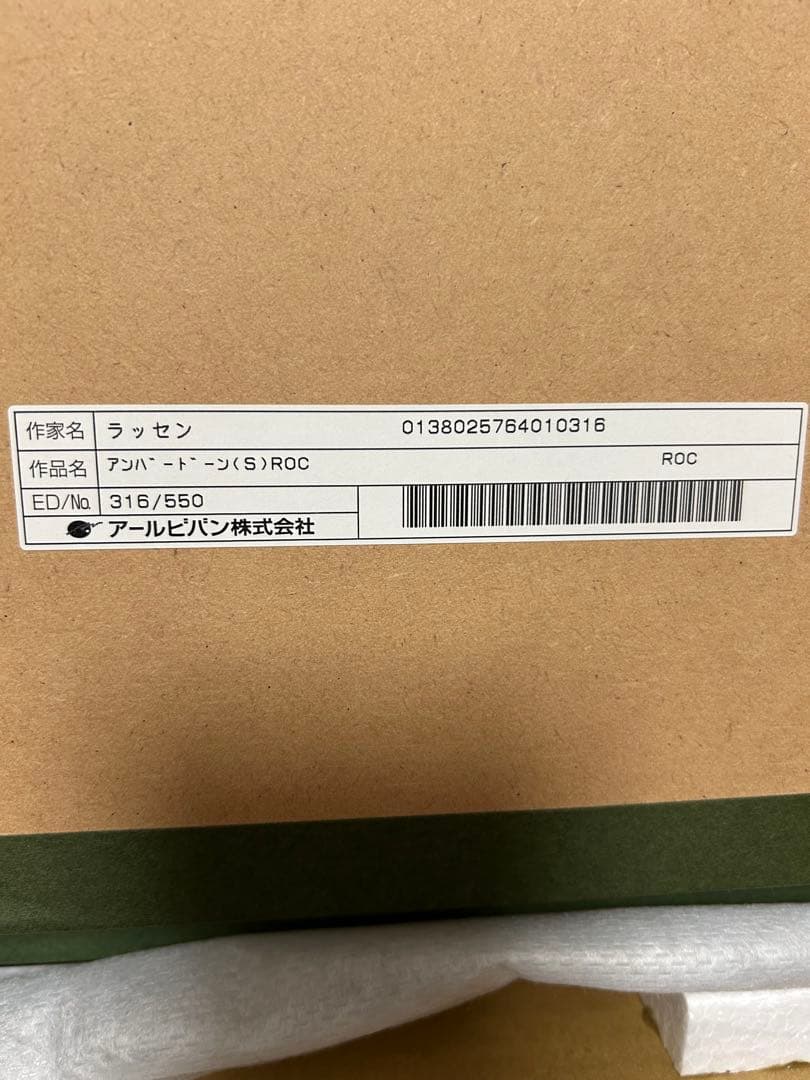 作家名 ラッセン 0138025764010316
作品名 アンバードーン(S)ROC ROC
ED/No. 316/550
アールビバン株式会社